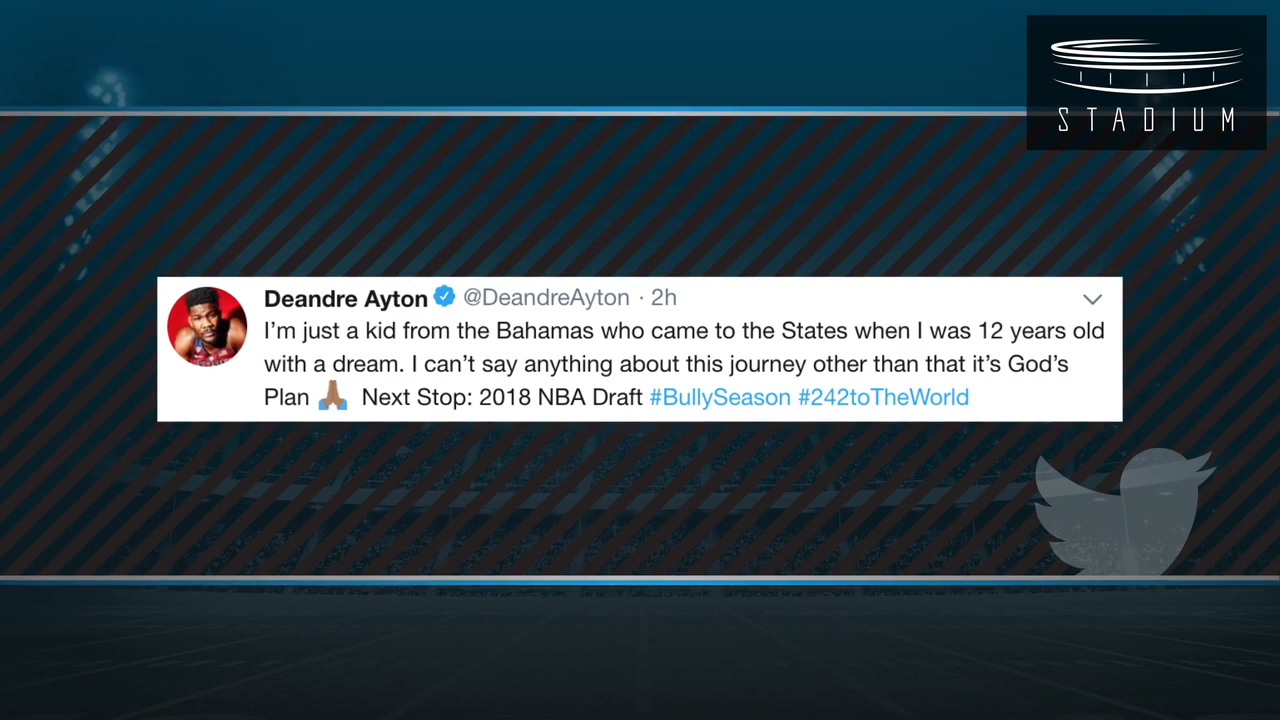 STADIUM
Deandre Ayton @DeandreAyton · 2h
I’m just a kid from the Bahamas who came to the States when I was 12 years old
with a dream. I can’t say anything about this journey other than that it’s God’s
Plan 🙏🏽 Next Stop: 2018 NBA Draft #BullySeason #242toTheWorld